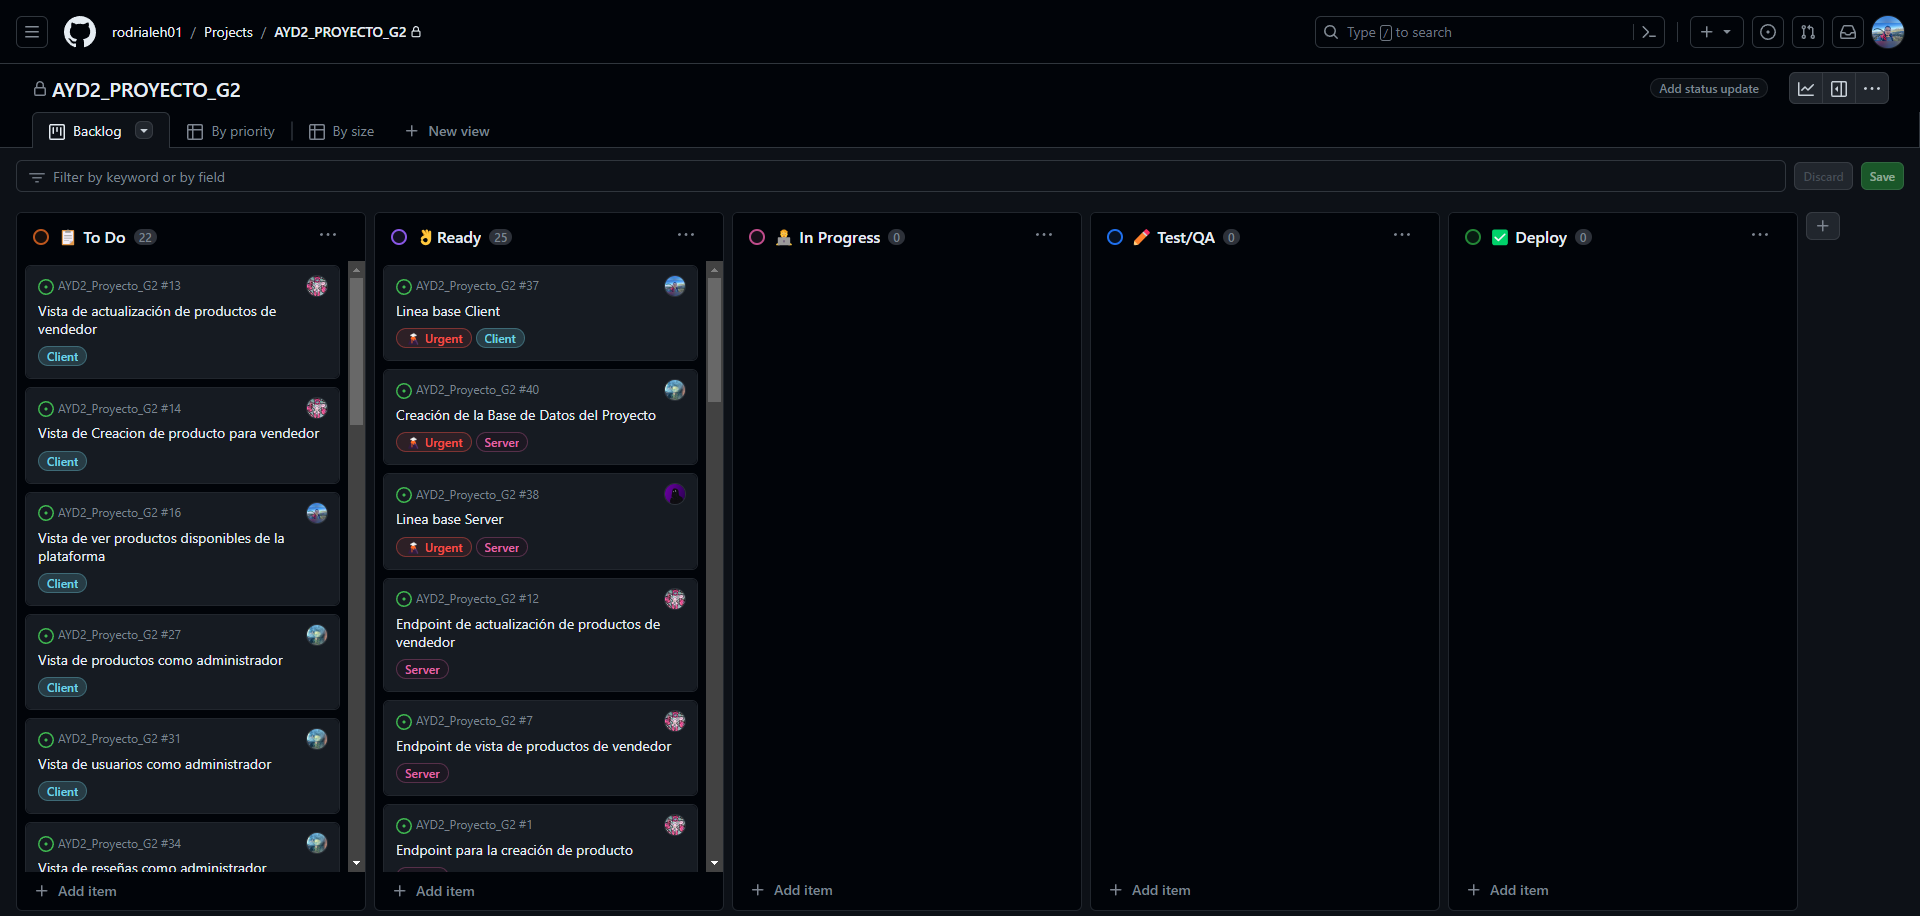 rodrialeh01 / Projects / AYD2_PROYECTO_G2
Type / to search
AYD2_PROYECTO_G2
Add status update
Backlog
By priority
By size
New view
Filter by keyword or by field
Discard
Save
📋 To Do 22
AYD2_Proyecto_G2 #13
Vista de actualización de productos de
vendedor
Client
AYD2_Proyecto_G2 #14
Vista de Creacion de producto para vendedor
Client
AYD2_Proyecto_G2 #16
Vista de ver productos disponibles de la
plataforma
Client
AYD2_Proyecto_G2 #27
Vista de productos como administrador
Client
AYD2_Proyecto_G2 #31
Vista de usuarios como administrador
Client
AYD2_Proyecto_G2 #34
Vista de reseñas como administrador
Add item
👌 Ready 25
AYD2_Proyecto_G2 #37
Linea base Client
Urgent Client
AYD2_Proyecto_G2 #40
Creación de la Base de Datos del Proyecto
Urgent Server
AYD2_Proyecto_G2 #38
Linea base Server
Urgent Server
AYD2_Proyecto_G2 #12
Endpoint de actualización de productos de
vendedor
Server
AYD2_Proyecto_G2 #7
Endpoint de vista de productos de vendedor
Server
AYD2_Proyecto_G2 #1
Endpoint para la creación de producto
Add item
In Progress 0
Add item
Test/QA 0
Add item
✅ Deploy 0
Add item